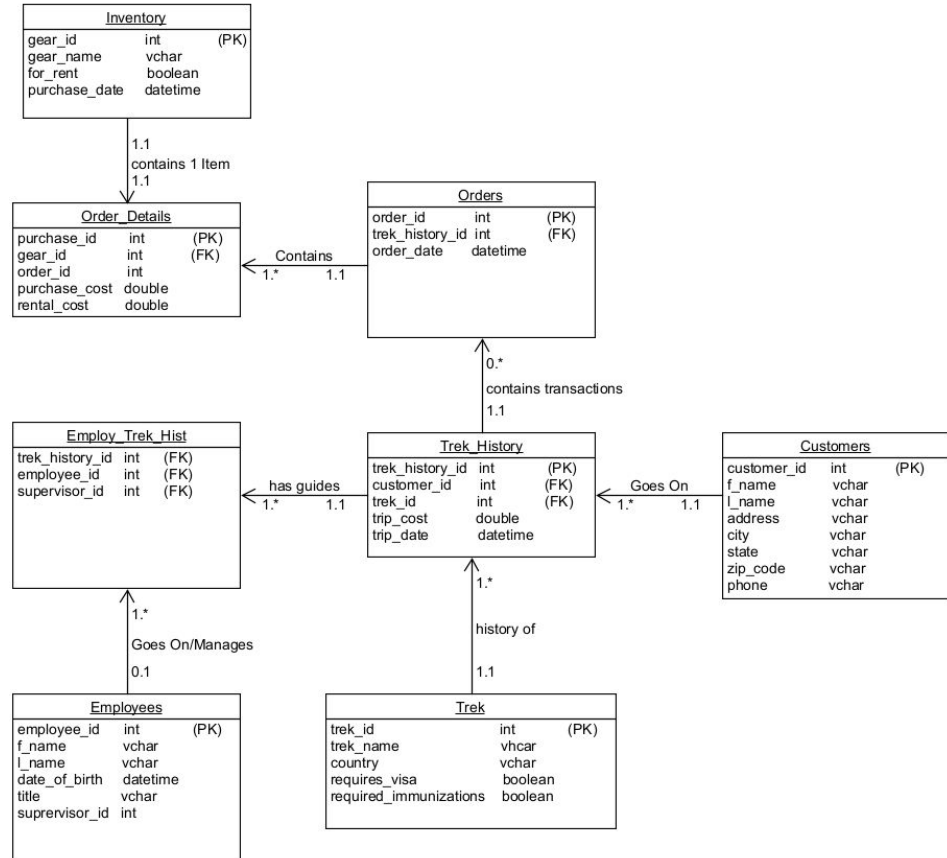 Inventory
gear_id int (PK)
gear_name vchar
for_rent boolean
purchase_date datetime
1.1
contains 1 Item
1.1
Order_Details
purchase_id int (PK)
gear_id int (FK)
order_id int
purchase_cost double
rental_cost double
Contains
1.* 1.1
Orders
order_id int (PK)
trek_history_id int (FK)
order_date datetime
0.*
contains transactions
1.1
Employ_Trek_Hist
trek_history_id int (FK)
employee_id int (FK)
supervisor_id int (FK)
has guides
1.* 1.1
Trek_History
trek_history_id int (PK)
customer_id int (FK)
trek_id int (FK)
trip_cost double
trip_date datetime
Goes On
1.* 1.1
Customers
customer_id int (PK)
f_name vchar
l_name vchar
address vchar
city vchar
state vchar
zip_code vchar
phone vchar
1.*
Goes On/Manages
0.1
1.*
history of
1.1
Employees
employee_id int (PK)
f_name vchar
l_name vchar
date_of_birth datetime
title vchar
suprervisor_id int
Trek
trek_id int (PK)
trek_name vhcar
country vchar
requires_visa boolean
required_immunizations boolean